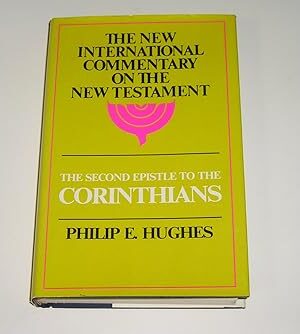 THE NEW
INTERNATIONAL
COMMENTARY
ON THE
NEW TESTAMENT
THE SECOND EPISTLE TO THE
CORINTHIANS
PHILIP E. HUGHES